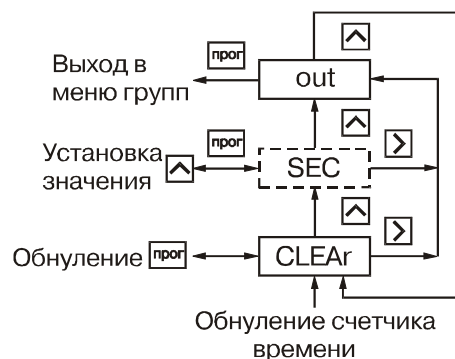 прог
Выход в
меню групп
out
Установка
значения
прог
SEC
Обнуление
прог
CLEAr
Обнуление счетчика
времени